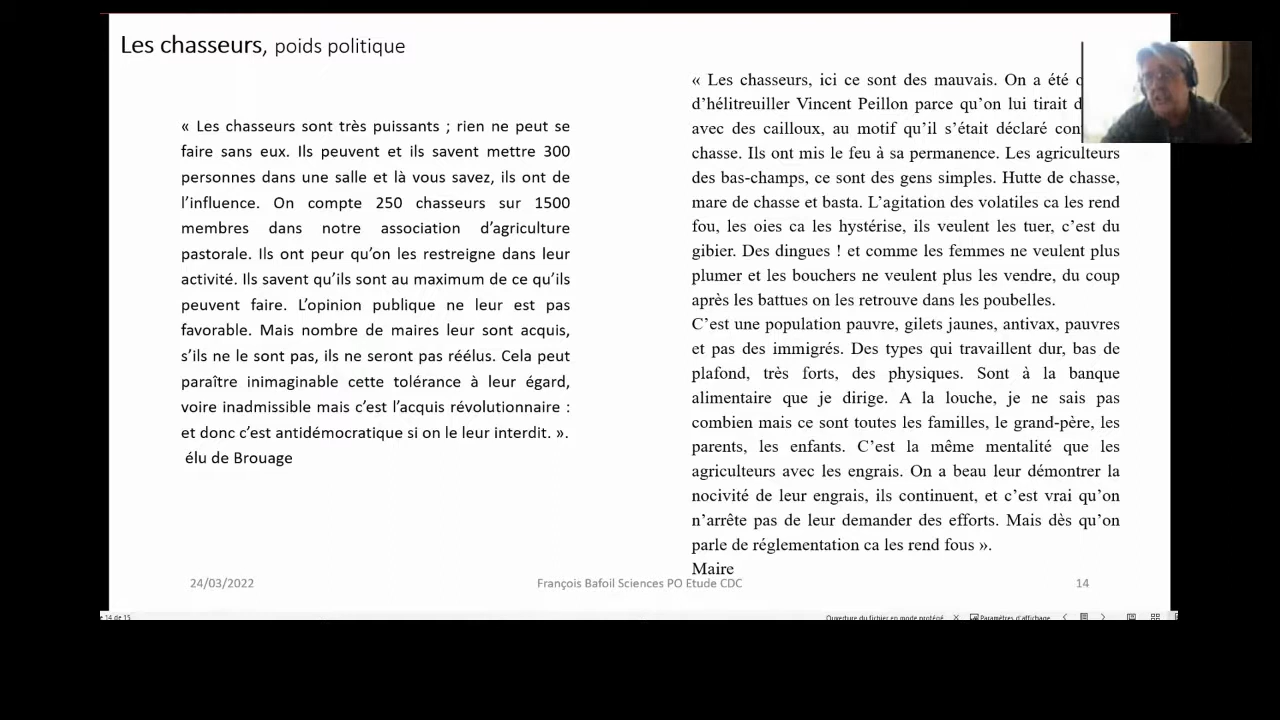 Les chasseurs, poids politique
« Les chasseurs sont très puissants ; rien ne peut se
faire sans eux. Ils peuvent et ils savent mettre 300
personnes dans une salle et là vous savez, ils ont de
l’influence. On compte 250 chasseurs sur 1500
membres dans notre association d’agriculture
pastorale. Ils ont peur qu’on les restreigne dans leur
activité. Ils savent qu’ils sont au maximum de ce qu’ils
peuvent faire. L’opinion publique ne leur est pas
favorable. Mais nombre de maires leur sont acquis,
s’ils ne le sont pas, ils ne seront pas réélus. Cela peut
paraître inimaginable cette tolérance à leur égard,
voire inadmissible mais c’est l’acquis révolutionnaire :
et donc c’est antidémocratique si on le leur interdit. ».
élu de Brouage
« Les chasseurs, ici ce sont des mauvais. On a été
d’hélitreuiller Vincent Peillon parce qu’on lui tirait
avec des cailloux, au motif qu’il s’était déclaré
chasse. Ils ont mis le feu à sa permanence. Les agriculteurs
des bas-champs, ce sont des gens simples. Hutte de chasse,
mare de chasse et basta. L’agitation des volatiles ca les rend
fou, les oies ca les hystérise, ils veulent les tuer, c’est du
gibier. Des dingues ! et comme les femmes ne veulent plus
plumer et les bouchers ne veulent plus les vendre, du coup
après les battues on les retrouve dans les poubelles.
C’est une population pauvre, gilets jaunes, antivax, pauvres
et pas des immigrés. Des types qui travaillent dur, bas de
plafond, très forts, des physiques. Sont à la banque
alimentaire que je dirige. A la louche, je ne sais pas
combien mais ce sont toutes les familles, le grand-père, les
parents, les enfants. C’est la même mentalité que les
agriculteurs avec les engrais. On a beau leur démontrer la
nocivité de leur engrais, ils continuent, et c’est vrai qu’on
n’arrête pas de leur demander des efforts. Mais dès qu’on
parle de réglementation ca les rend fous ».
Maire
24/03/2022
François Bafoil Sciences PO Etude CDC
14
14 de 15
Ouverture du fichier en mode protégé
Paramètres d'affichage